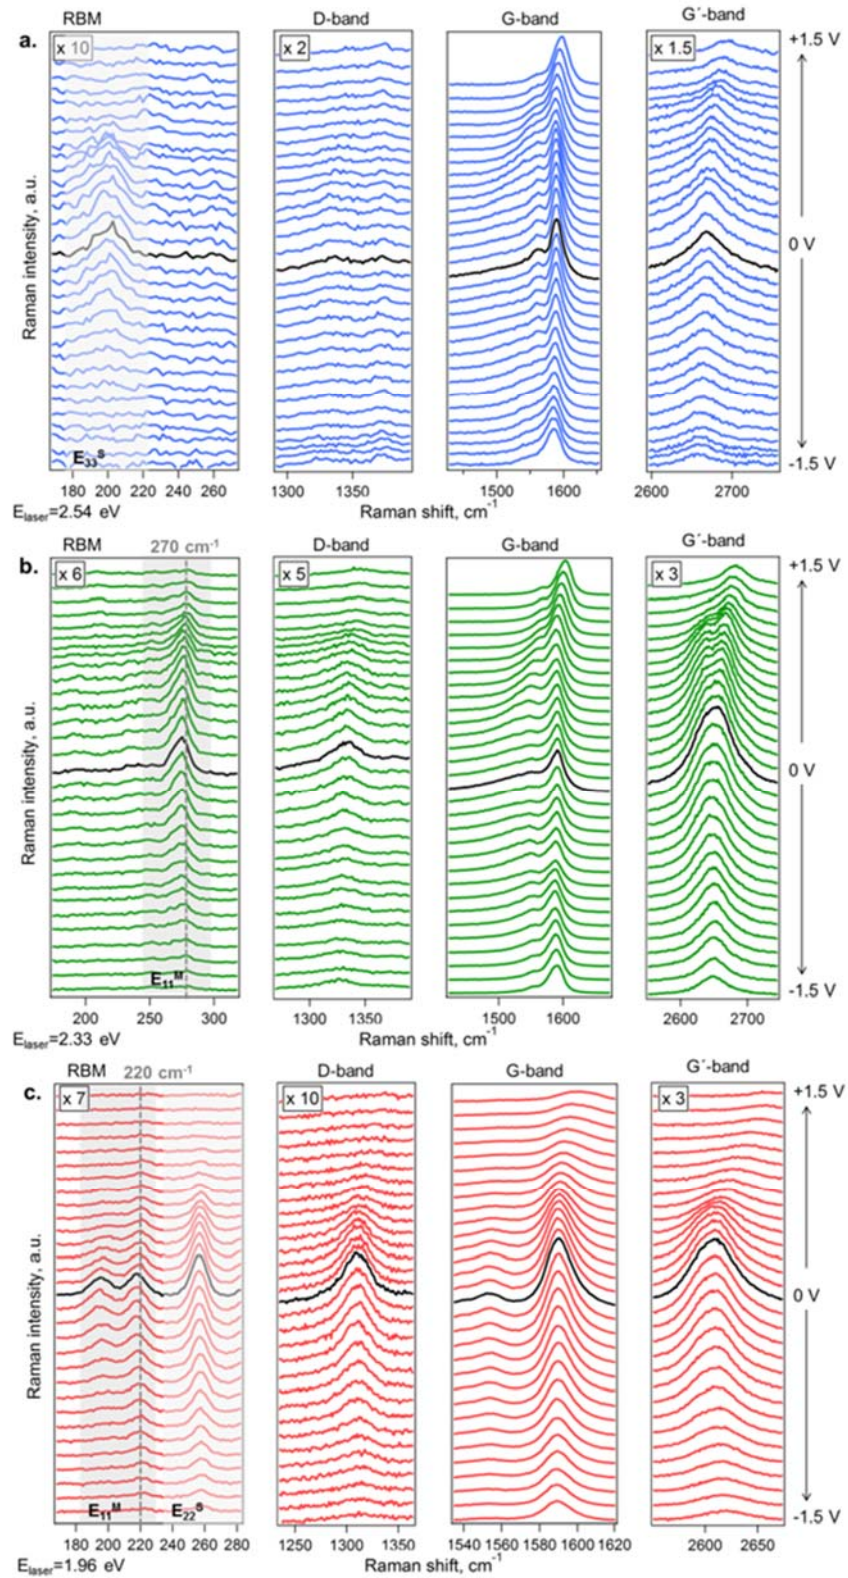 RBM D-band G-band G´-band
a. x 10 x 2 x 1.5 +1.5 V
0 V
Raman intensity, a.u.
E₃₃ˢ -1.5 V
180 200 220 240 260 1300 1350 1500 1600 2600 2700
Elaser=2.54 eV Raman shift, cm⁻¹
b. RBM 270 cm⁻¹ D-band G-band G´-band
x 6 x 5 x 3 +1.5 V
0 V
Raman intensity, a.u.
E₁₁ᴹ -1.5 V
200 250 300 1300 1350 1500 1600 2600 2700
Elaser=2.33 eV Raman shift, cm⁻¹
RBM 220 cm⁻¹ D-band G-band G´-band
c. x 7 x 10 x 3 +1.5 V
0 V
Raman intensity, a.u.
E₁₁ᴹ E₂₂ˢ -1.5 V
180 200 220 240 260 280 1250 1300 1350 1540 1560 1580 1600 1620 2600 2650
Elaser=1.96 eV Raman shift, cm⁻¹